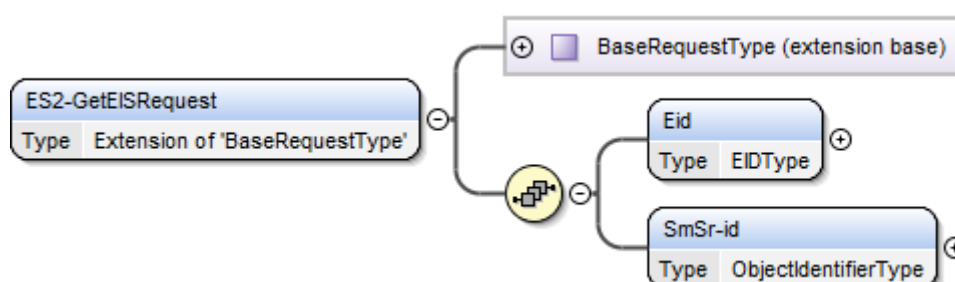 BaseRequestType (extension base)
ES2-GetEISRequest
Type Extension of 'BaseRequestType'
Eid
Type EIDType
SmSr-id
Type ObjectIdentifierType